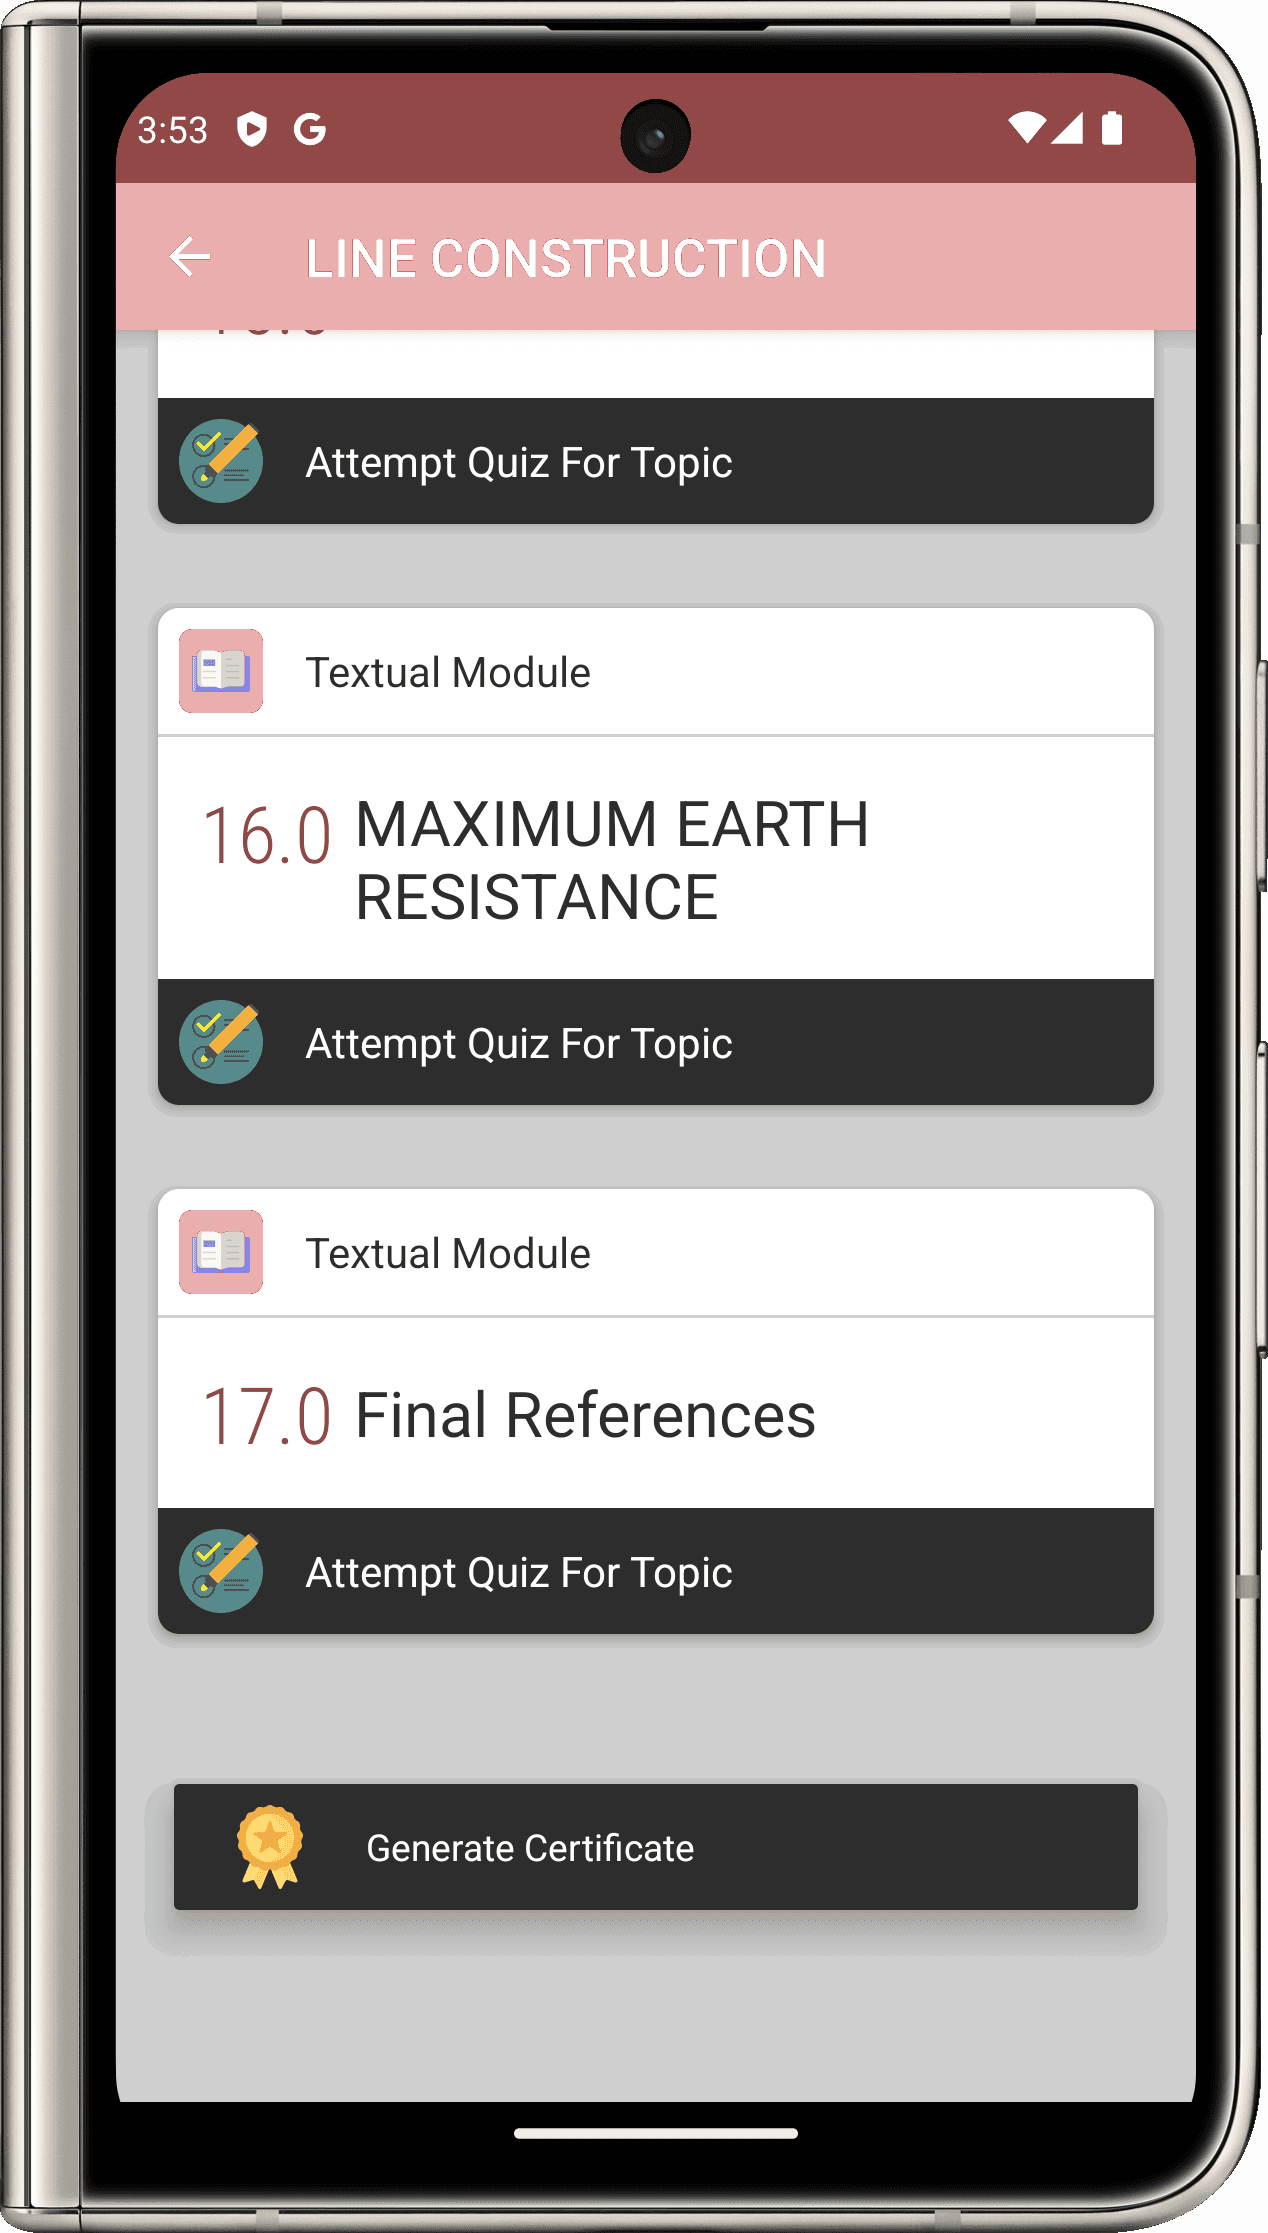 3:53
LINE CONSTRUCTION
Attempt Quiz For Topic
Textual Module
16.0 MAXIMUM EARTH
RESISTANCE
Attempt Quiz For Topic
Textual Module
17.0 Final References
Attempt Quiz For Topic
Generate Certificate